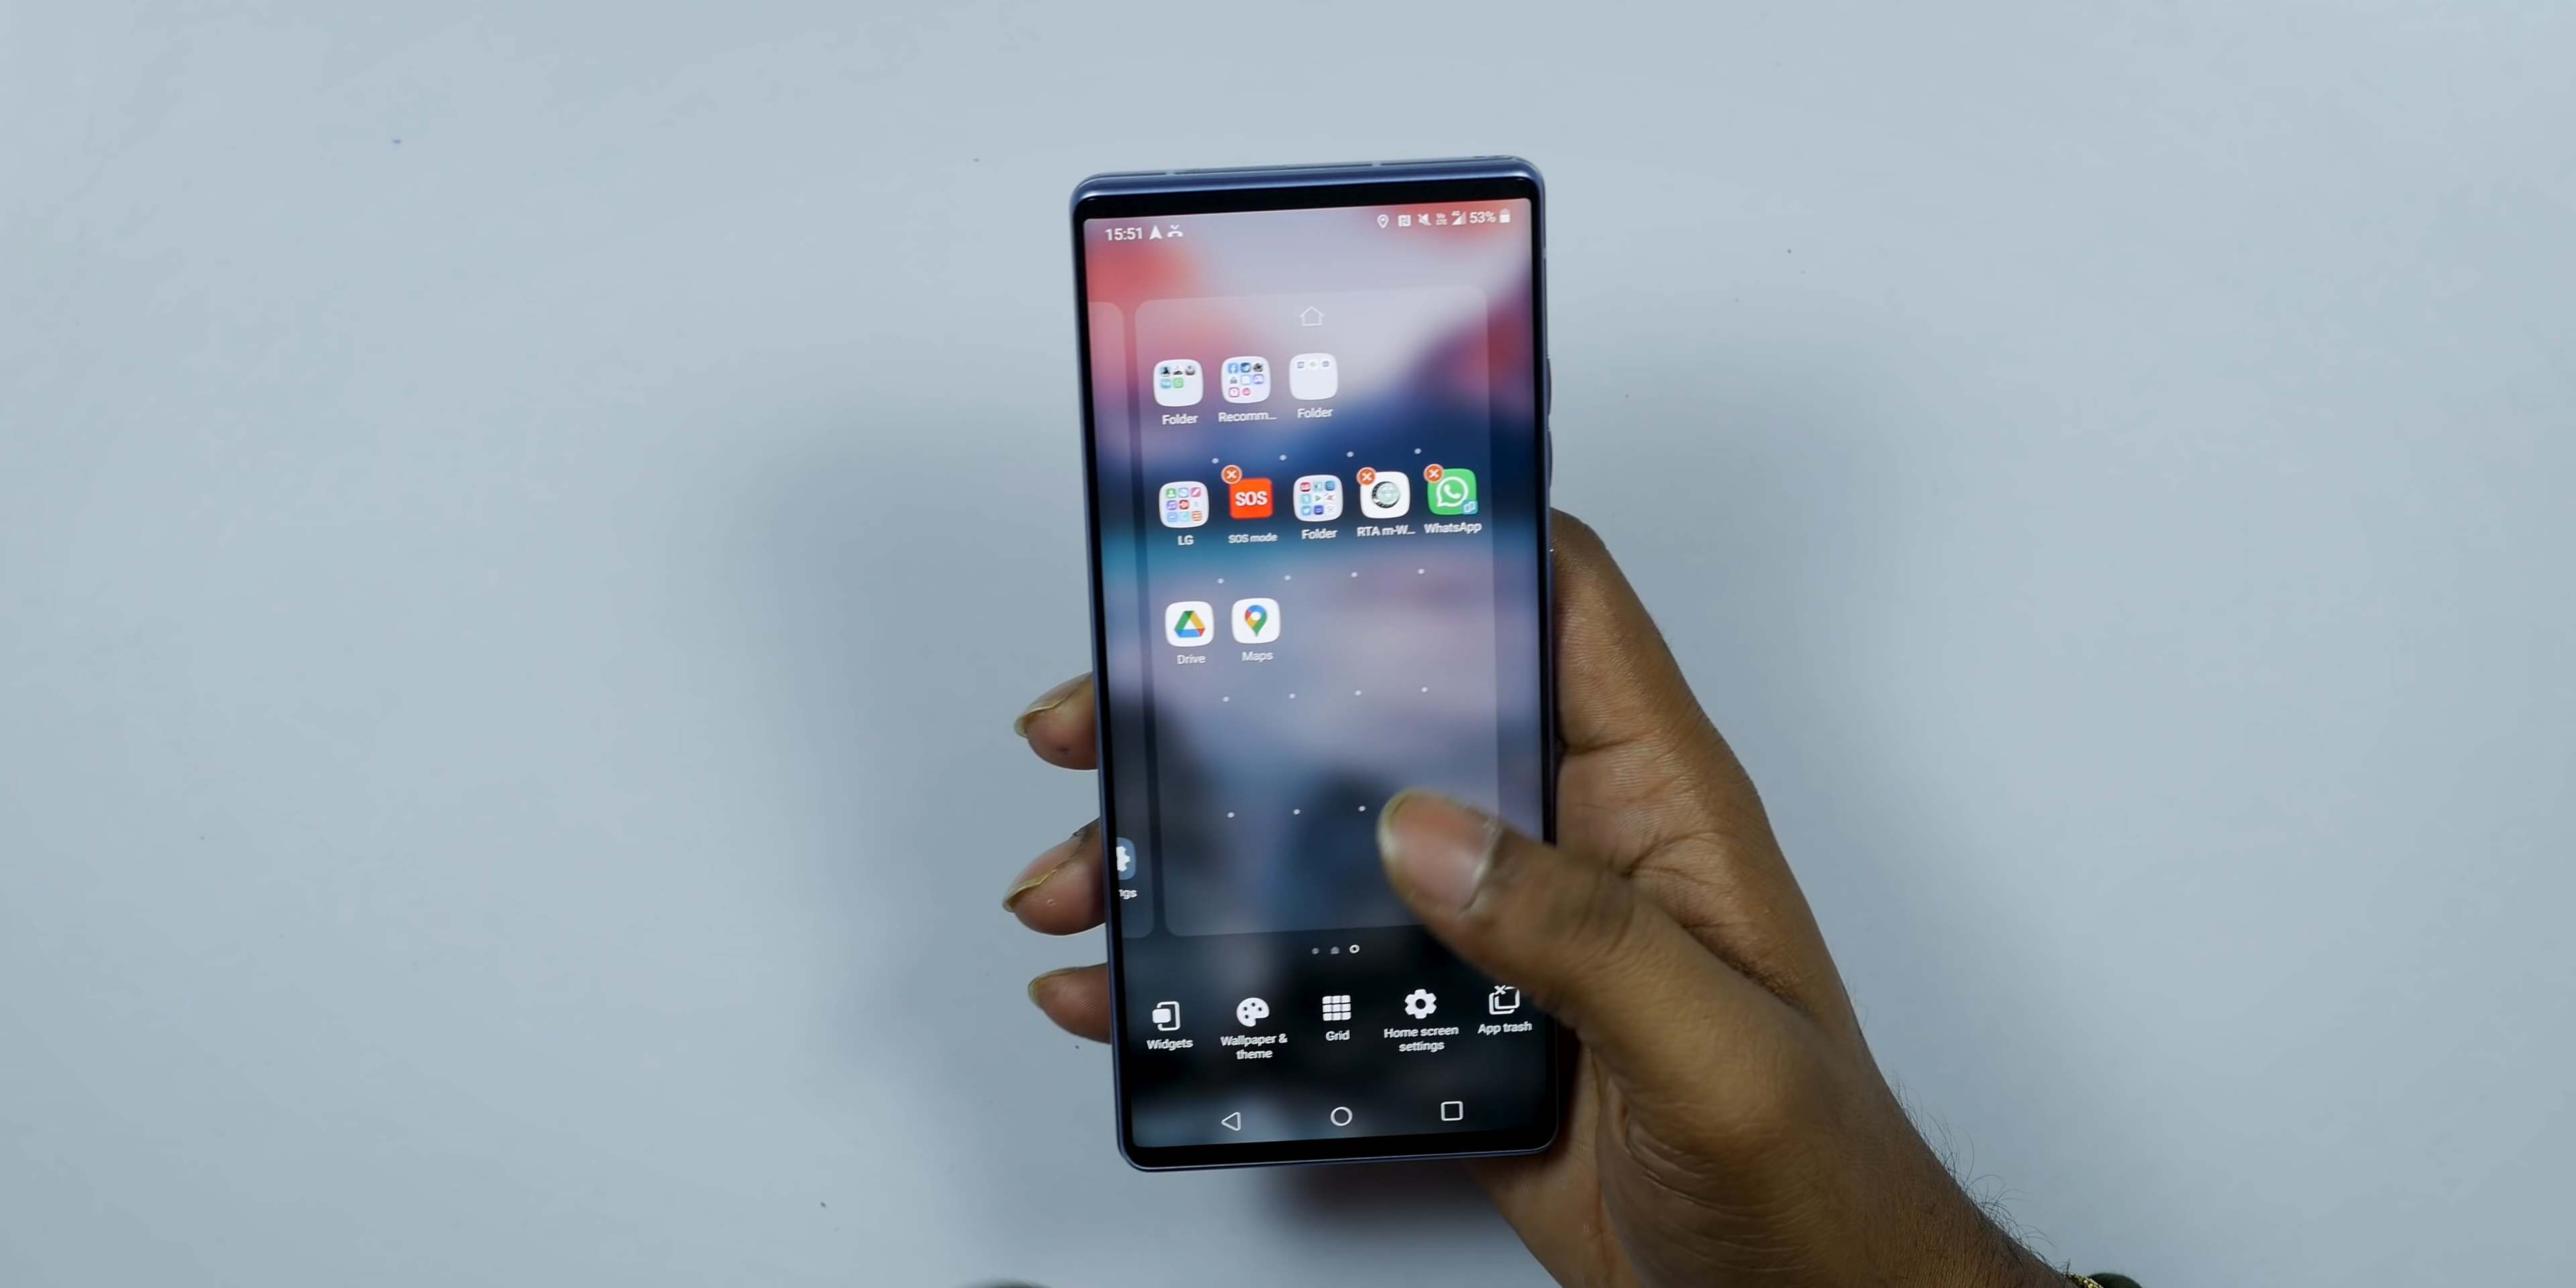 15:51 53%
Folder Recomm... Folder
LG SOS SOS mode Folder RTA m-W... WhatsApp
Drive Maps
ngs
Widgets Wallpaper & theme Grid Home screen settings App trash